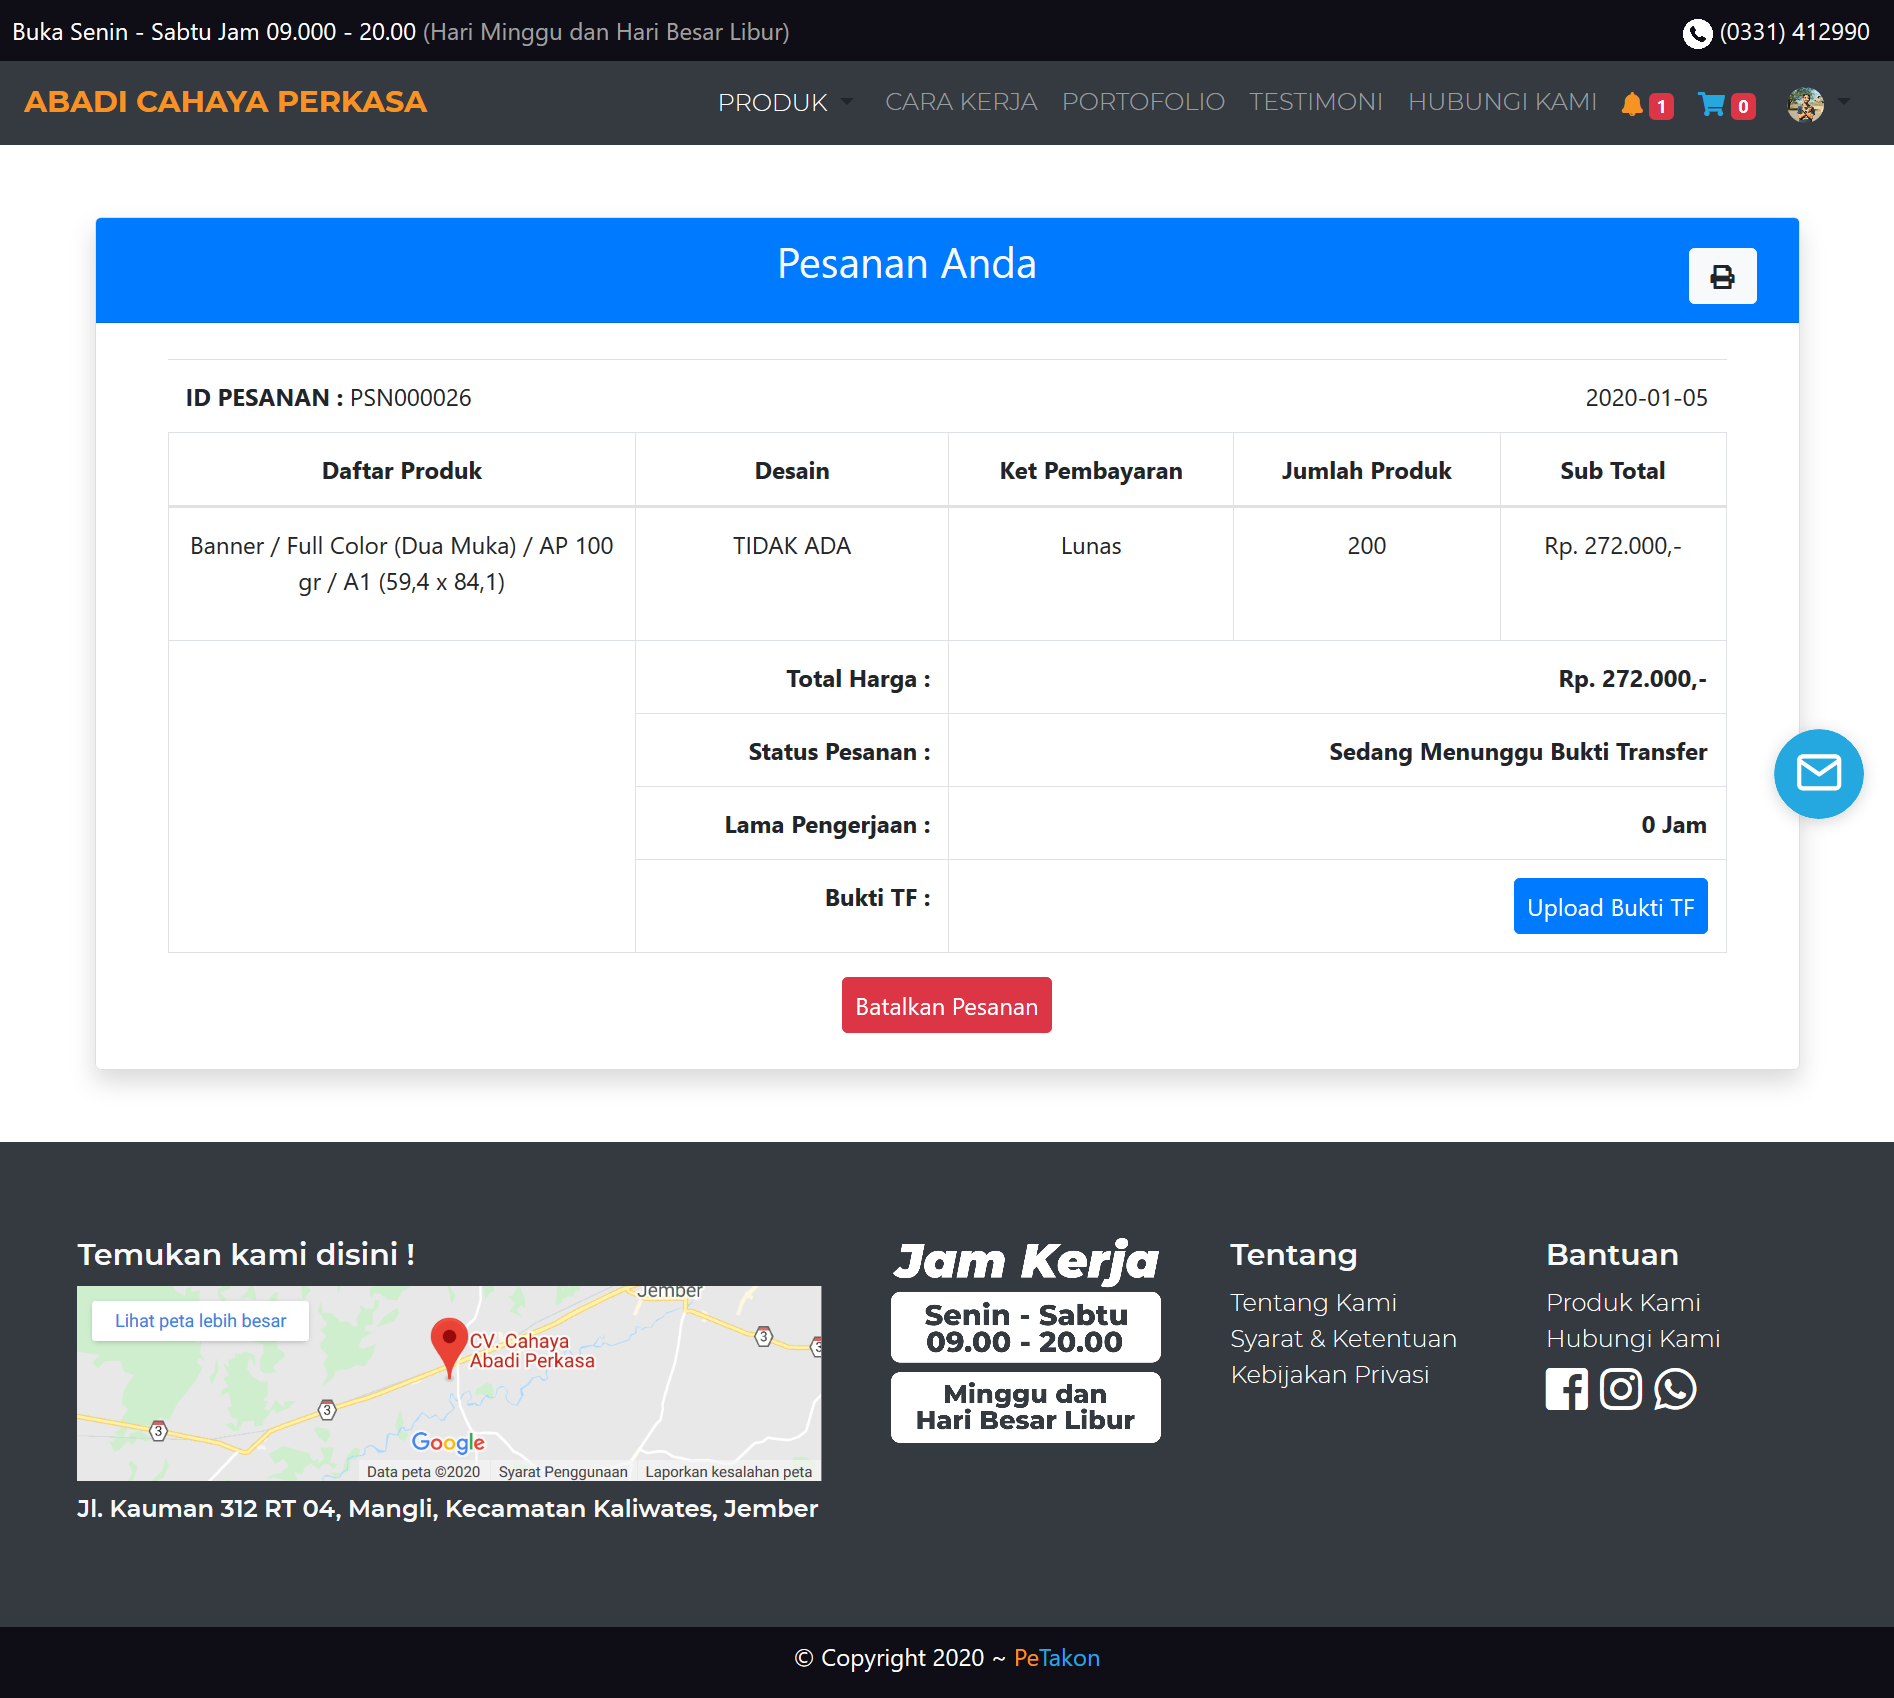 Buka Senin - Sabtu Jam 09.000 - 20.00 (Hari Minggu dan Hari Besar Libur)
(0331) 412990
ABADI CAHAYA PERKASA
PRODUK
CARA KERJA
PORTOFOLIO
TESTIMONI
HUBUNGI KAMI
1
0
Pesanan Anda
ID PESANAN : PSN000026
2020-01-05
Daftar Produk
Desain
Ket Pembayaran
Jumlah Produk
Sub Total
Banner / Full Color (Dua Muka) / AP 100
gr / A1 (59,4 x 84,1)
TIDAK ADA
Lunas
200
Rp. 272.000,-
Total Harga :
Rp. 272.000,-
Status Pesanan :
Sedang Menunggu Bukti Transfer
Lama Pengerjaan :
0 Jam
Bukti TF :
Upload Bukti TF
Batalkan Pesanan
Temukan kami disini !
Lihat peta lebih besar
Jember
CV. Cahaya
Abadi Perkasa
3
3
3
3
Google
Data peta ©2020
Syarat Penggunaan
Laporkan kesalahan peta
Jl. Kauman 312 RT 04, Mangli, Kecamatan Kaliwates, Jember
Jam Kerja
Senin - Sabtu
09.00 - 20.00
Minggu dan
Hari Besar Libur
Tentang
Tentang Kami
Syarat & Ketentuan
Kebijakan Privasi
Bantuan
Produk Kami
Hubungi Kami
© Copyright 2020 ~ PeTakon